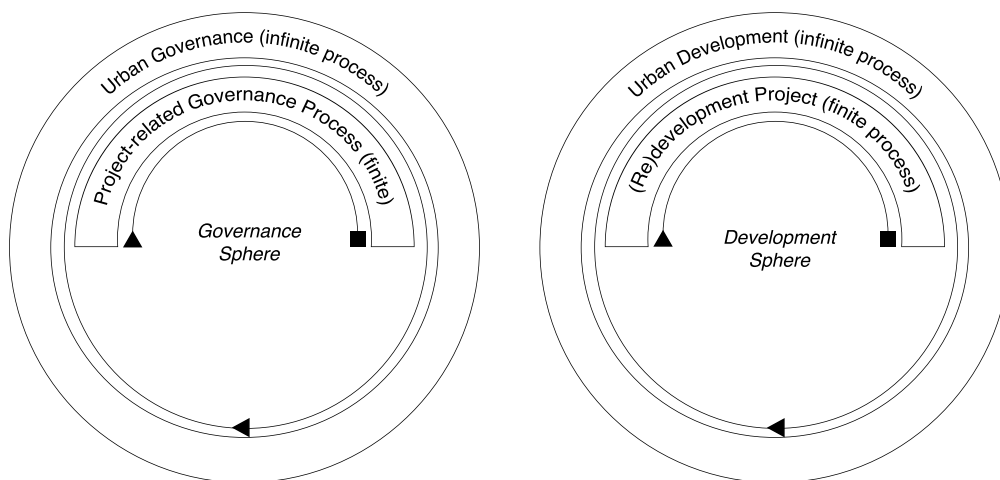 Urban Governance (infinite process)
Project-related Governance Process (finite)
Governance
Sphere
Urban Development (infinite process)
(Re)development Project (finite process)
Development
Sphere